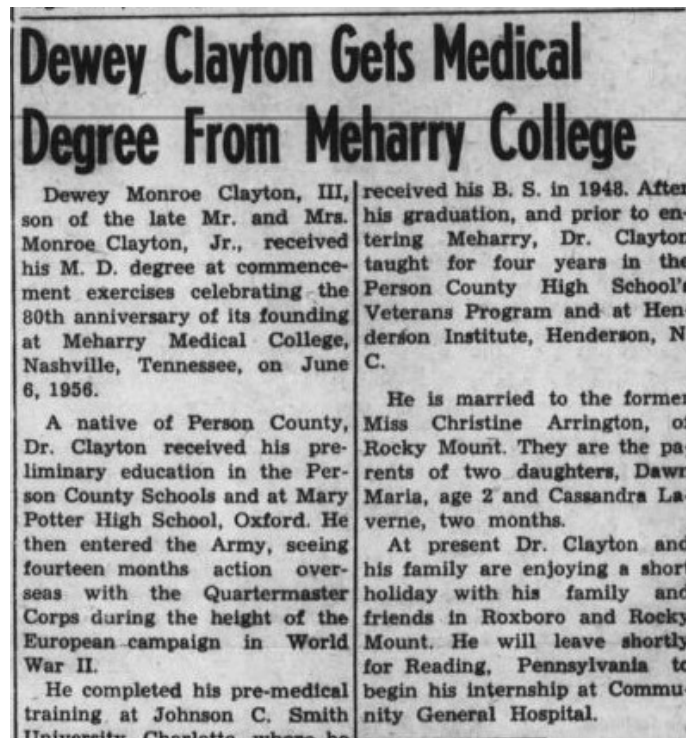 Dewey Clayton Gets Medical
Degree From Meharry College
Dewey Monroe Clayton, III,
son of the late Mr. and Mrs.
Monroe Clayton, Jr., received
his M. D. degree at commence-
ment exercises celebrating the
80th anniversary of its founding
at Meharry Medical College,
Nashville, Tennessee, on June
6, 1956.
A native of Person County,
Dr. Clayton received his pre-
liminary education in the Per-
son County Schools and at Mary
Potter High School, Oxford. He
then entered the Army, seeing
fourteen months action over-
seas with the Quartermaster
Corps during the height of the
European campaign in World
War II.
He completed his pre-medical
training at Johnson C. Smith
University, Charlotte, where he
received his B. S. in 1948. After
his graduation, and prior to en-
tering Meharry, Dr. Clayton
taught for four years in the
Person County High School's
Veterans Program and at Hen-
derson Institute, Henderson, N.
C.
He is married to the former
Miss Christine Arrington, of
Rocky Mount. They are the pa-
rents of two daughters, Dawn
Maria, age 2 and Cassandra La-
verne, two months.
At present Dr. Clayton and
his family are enjoying a short
holiday with his family and
friends in Roxboro and Rocky
Mount. He will leave shortly
for Reading, Pennsylvania to
begin his internship at Commu-
nity General Hospital.